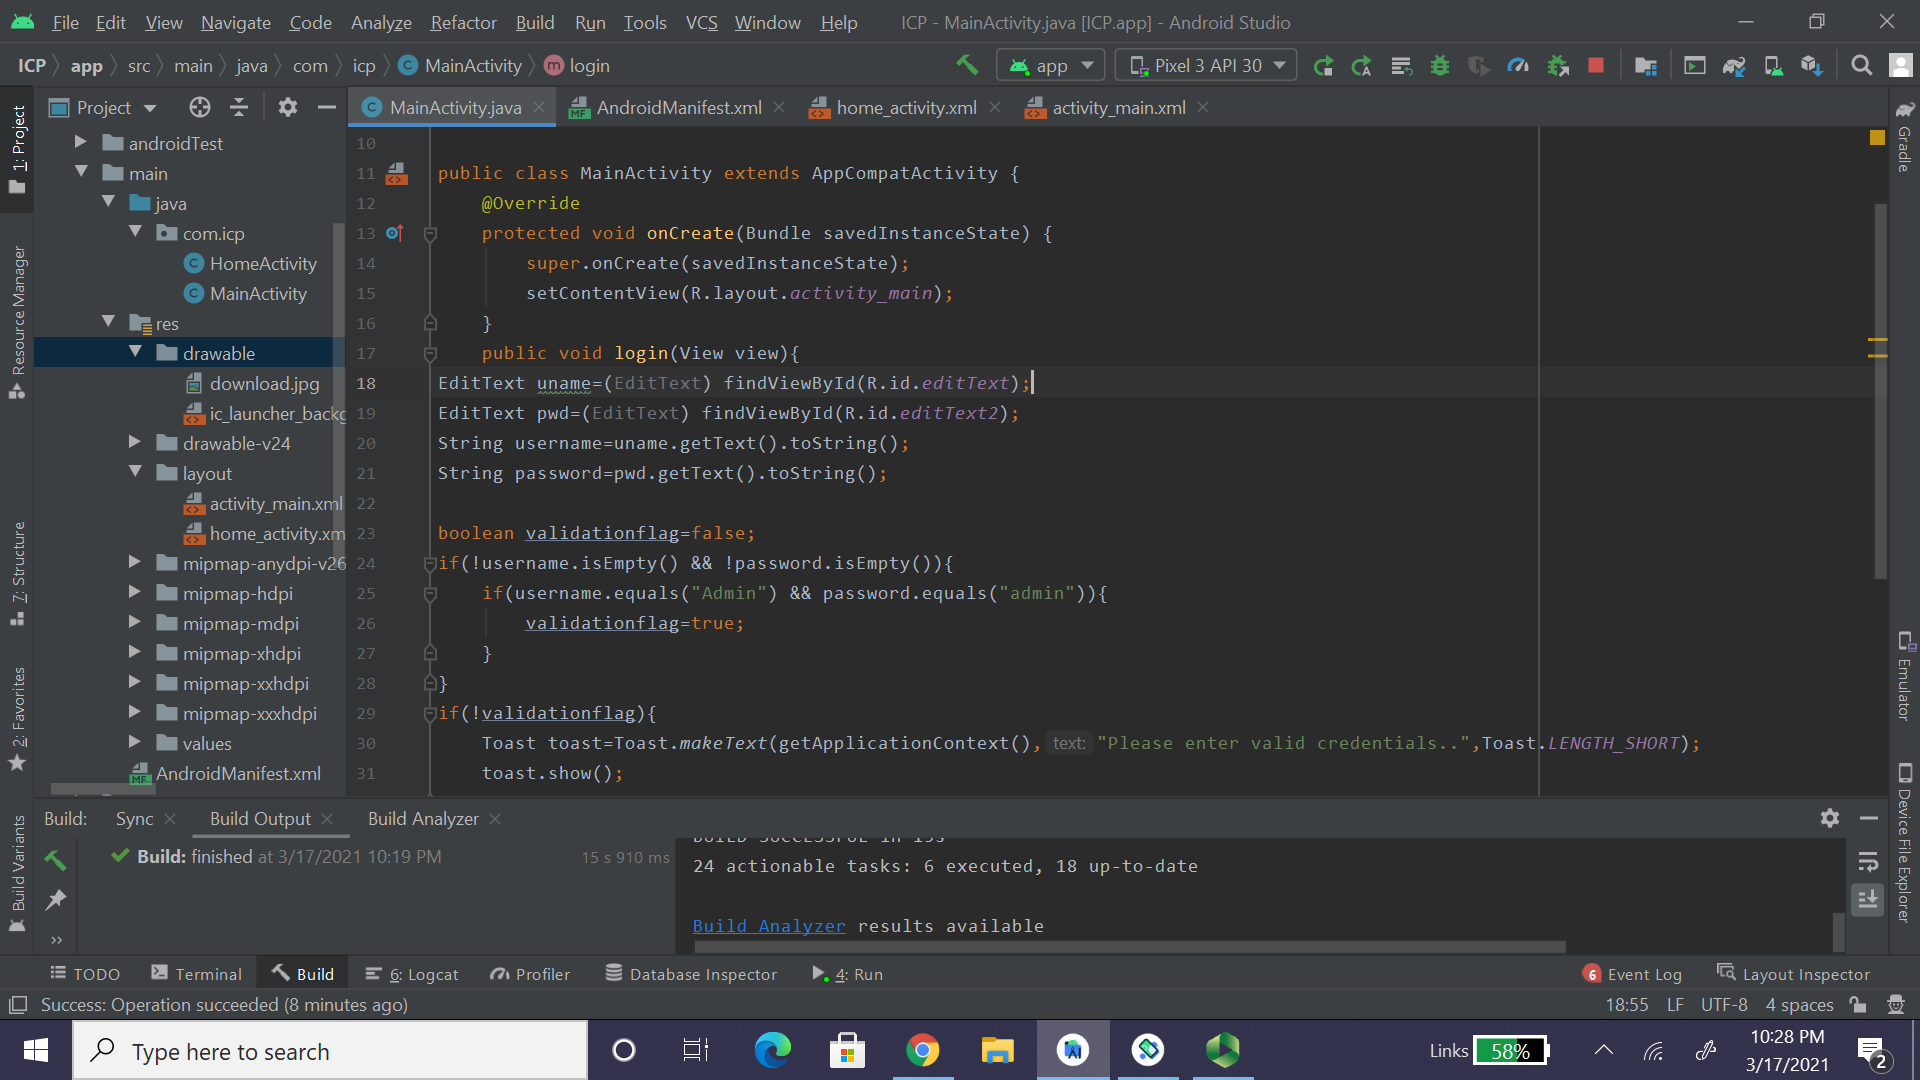 File Edit View Navigate Code Analyze Refactor Build Run Tools VCS Window Help ICP - MainActivity.java [ICP.app] - Android Studio
ICP app src main java com icp MainActivity login app Pixel 3 API 30
Project
MainActivity.java AndroidManifest.xml home_activity.xml activity_main.xml
1: Project
Resource Manager
7: Structure
2: Favorites
Build Variants
androidTest
main
java
com.icp
HomeActivity
MainActivity
res
drawable
download.jpg
ic_launcher_backg
drawable-v24
layout
activity_main.xml
home_activity.xm
mipmap-anydpi-v26
mipmap-hdpi
mipmap-mdpi
mipmap-xhdpi
mipmap-xxhdpi
mipmap-xxxhdpi
values
AndroidManifest.xml
10
11 public class MainActivity extends AppCompatActivity {
12 @Override
13 protected void onCreate(Bundle savedInstanceState) {
14 super.onCreate(savedInstanceState);
15 setContentView(R.layout.activity_main);
16 }
17 public void login(View view){
18 EditText uname=(EditText) findViewById(R.id.editText);
19 EditText pwd=(EditText) findViewById(R.id.editText2);
20 String username=uname.getText().toString();
21 String password=pwd.getText().toString();
22
23 boolean validationflag=false;
24 if(!username.isEmpty() && !password.isEmpty()){
25 if(username.equals("Admin") && password.equals("admin")){
26 validationflag=true;
27 }
28 }
29 if(!validationflag){
30 Toast toast=Toast.makeText(getApplicationContext(), text: "Please enter valid credentials..",Toast.LENGTH_SHORT);
31 toast.show();
Gradle
Emulator
Device File Explorer
Build: Sync Build Output Build Analyzer
Build: finished at 3/17/2021 10:19 PM 15 s 910 ms
BUILD SUCCESSFUL in 15s
24 actionable tasks: 6 executed, 18 up-to-date
Build Analyzer results available
TODO Terminal Build 6: Logcat Profiler Database Inspector 4: Run 6 Event Log Layout Inspector
Success: Operation succeeded (8 minutes ago) 18:55 LF UTF-8 4 spaces
Type here to search Links 58% 10:28 PM
3/17/2021 2